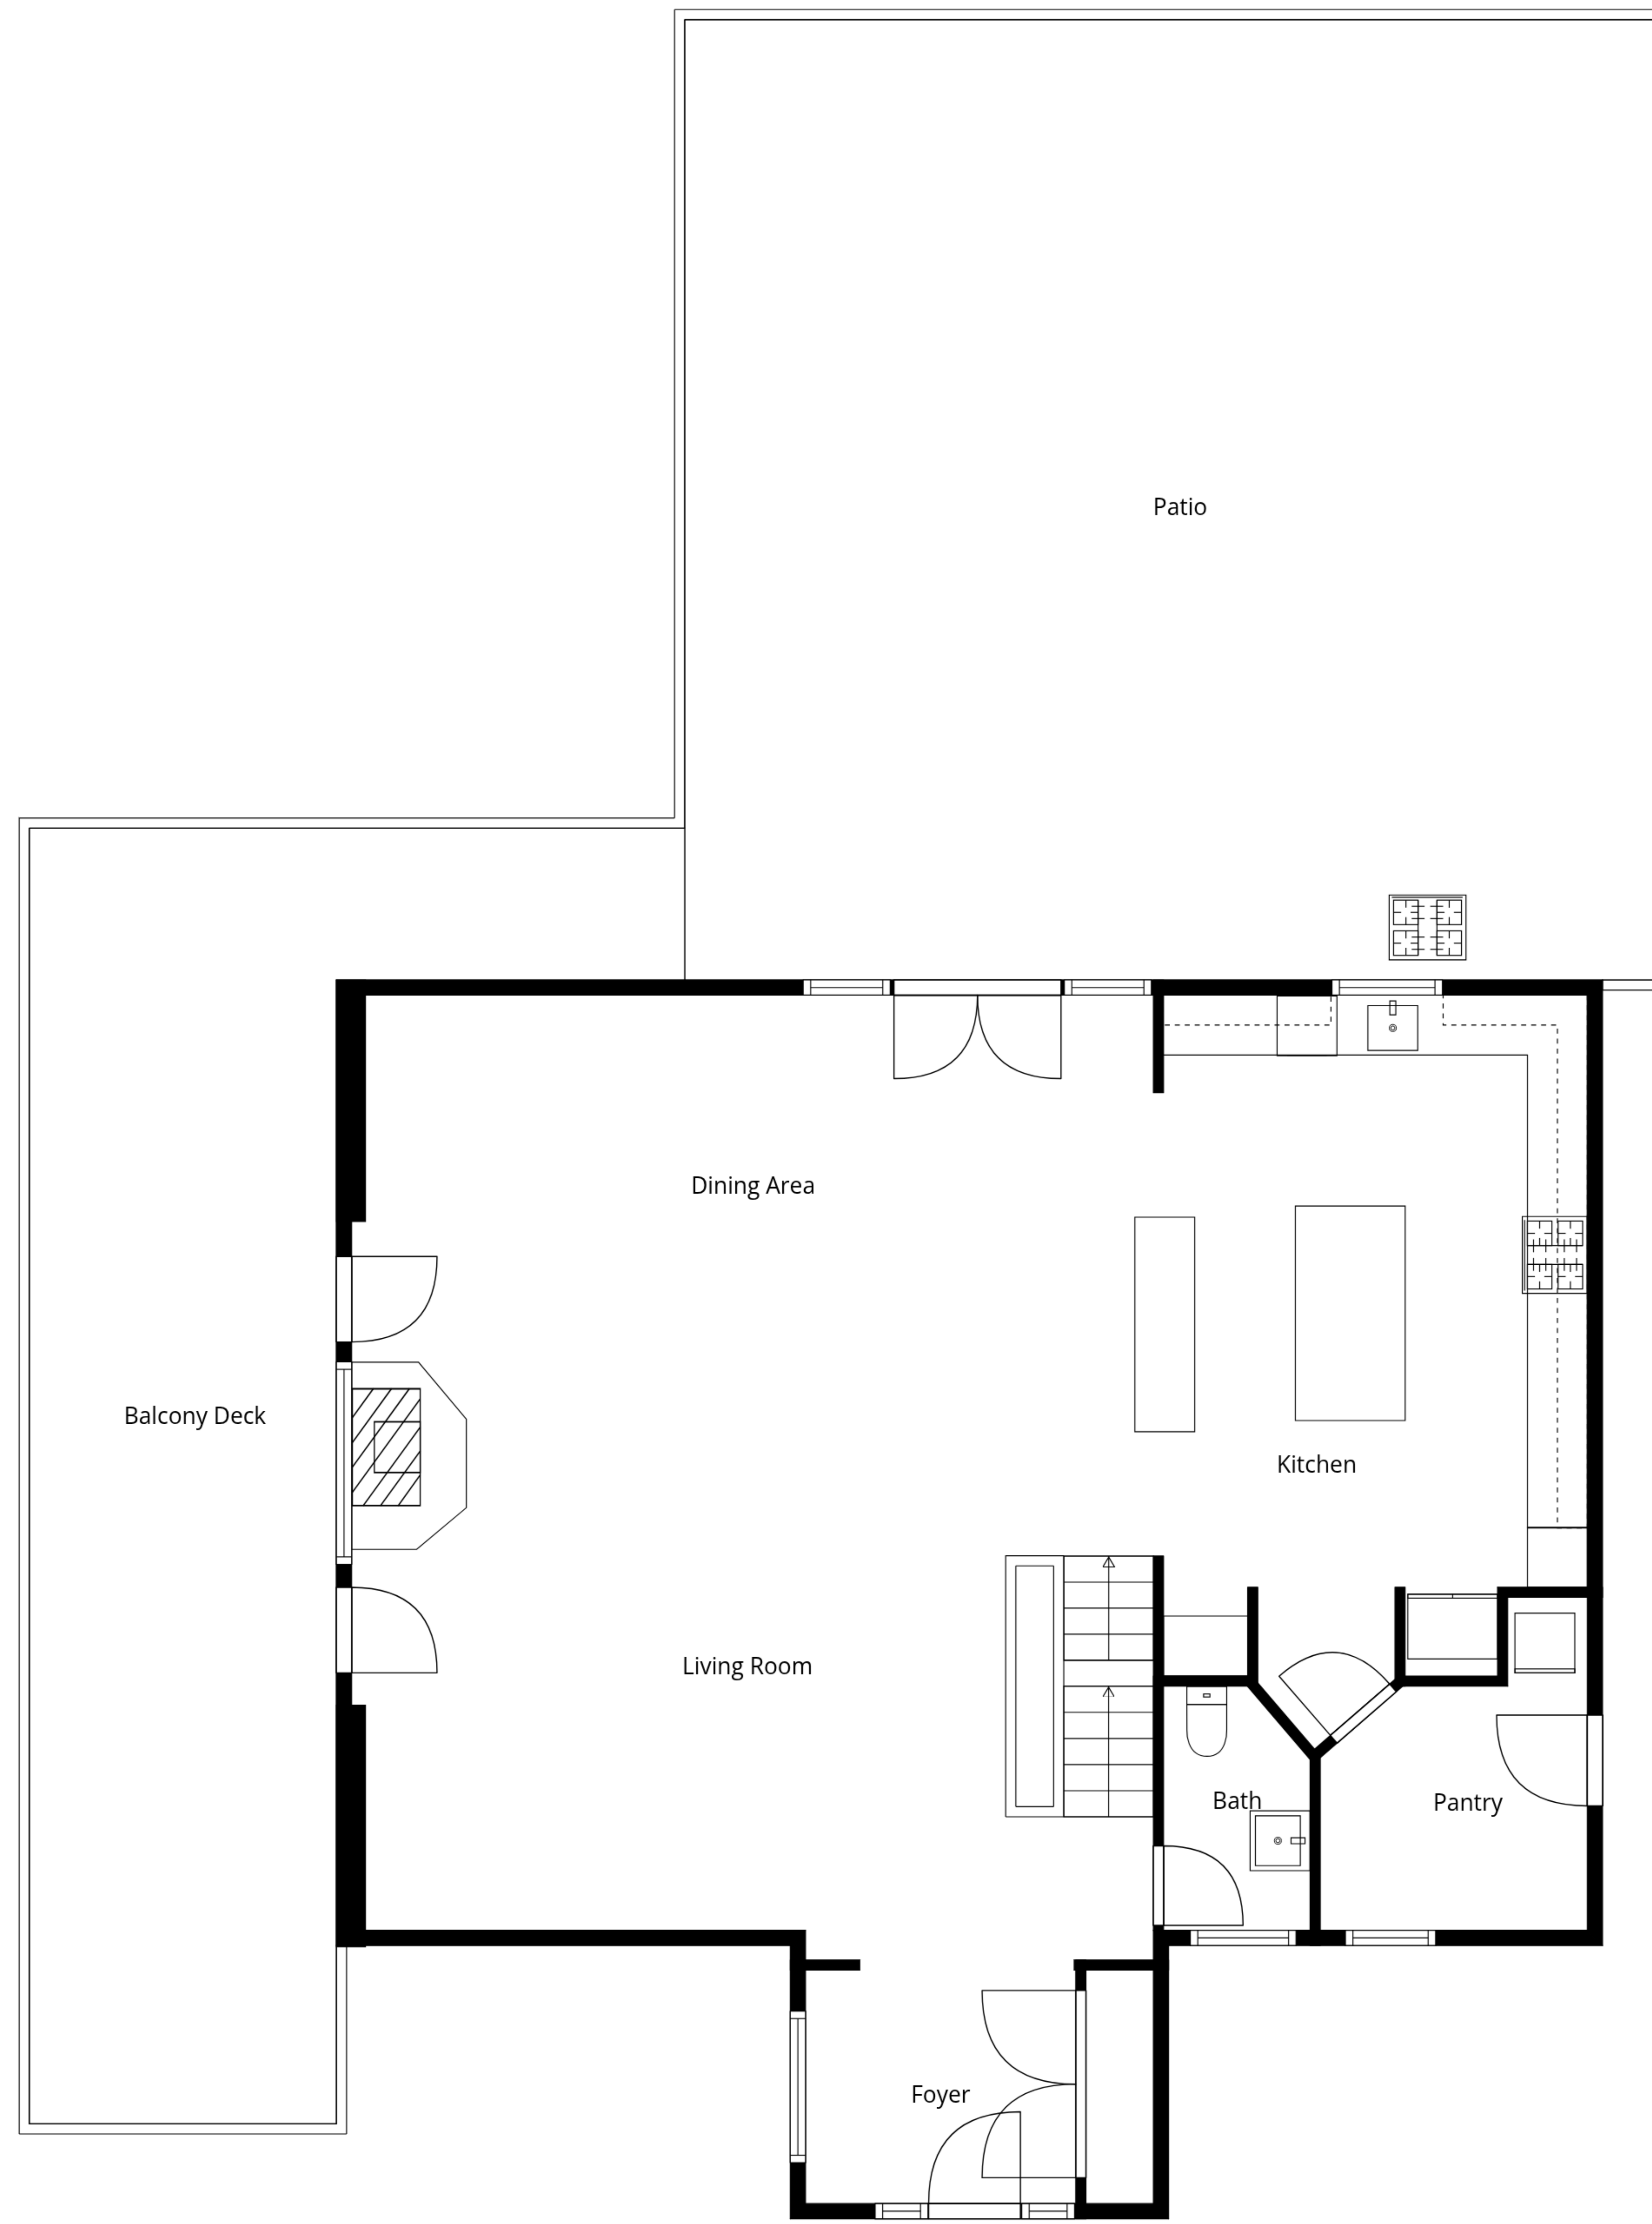 Patio
Dining Area
Balcony Deck
Kitchen
Living Room
Bath
Pantry
Foyer